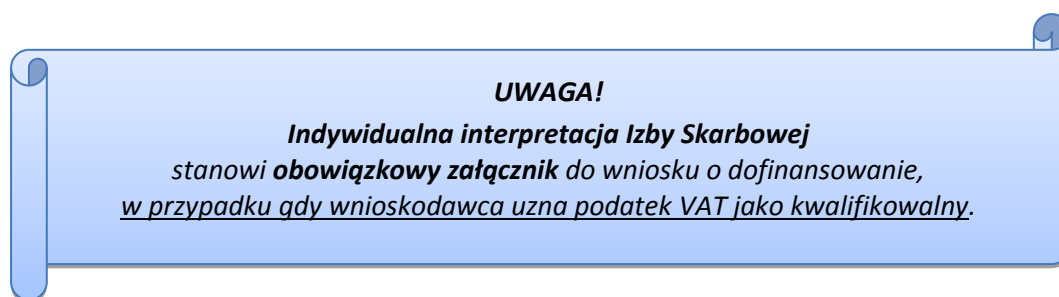 UWAGA!
Indywidualna interpretacja Izby Skarbowej
stanowi obowiązkowy załącznik do wniosku o dofinansowanie,
w przypadku gdy wnioskodawca uzna podatek VAT jako kwalifikowalny.